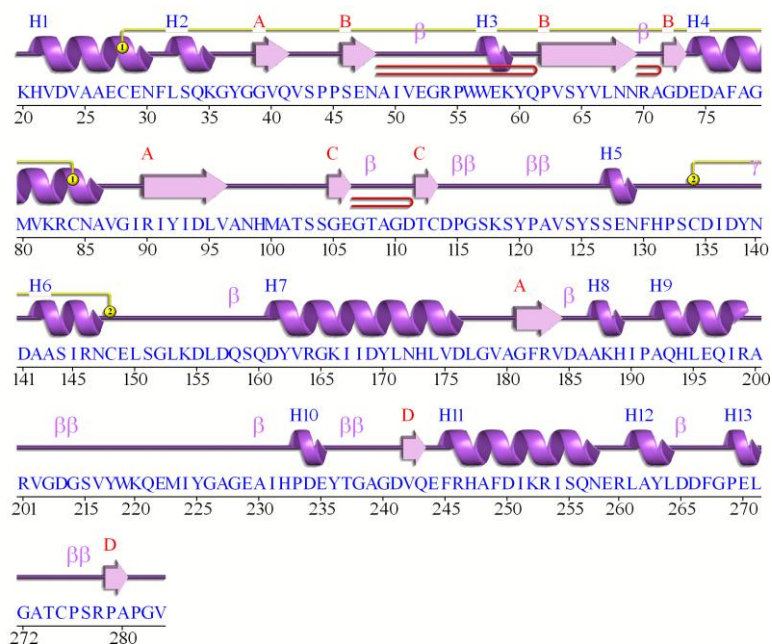 H1 H2 A B β H3 B β B H4
1
KHVDVAAECENFLSQKGYGGVQVSPPSENAIVEGRPWWEKYQPVSYVLNNRAGDEDAFAG
20 25 30 35 40 45 50 55 60 65 70 75
A C β C ββ ββ H5
1 2 γ
MVKRCNAVGIRIYIDLVANHMATSSGEGTAGDTCDPGSKSYPAVSYSSENFHPSCDIDYN
80 85 90 95 100 105 110 115 120 125 130 135 140
H6 β H7 A β H8 H9
2
DAASIRNCELSGLKDLDQSQDYVRGKIIDYLNHLVDLGVAGFRVDAAKHIPAQHLEQIRA
141 145 150 155 160 165 170 175 180 185 190 195 200
ββ β H10 ββ D H11 H12 β H13
RVGDGSVYWKQEMIYGAGEAIHPDEYTGAGDVQEFRHAFDIKRISQNERLAYLDDFGPEL
201 215 220 225 230 235 240 245 250 255 260 265 270
ββ D
GATCPSRPAPGV
272 280